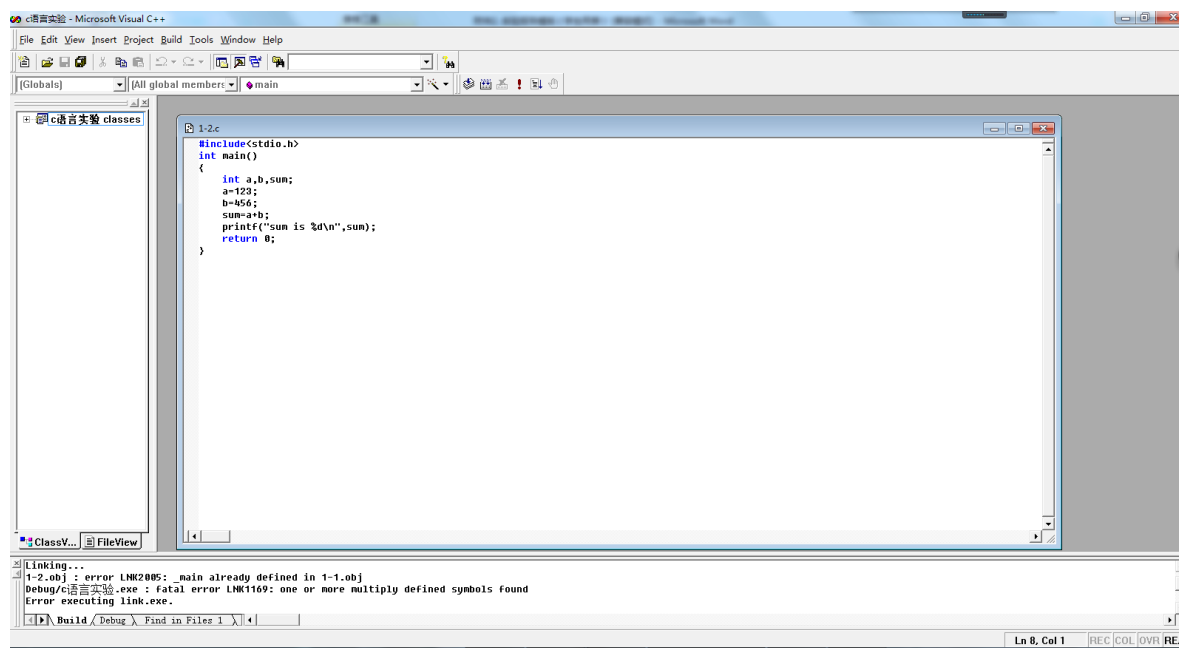 c语言实验 - Microsoft Visual C++
File Edit View Insert Project Build Tools Window Help
(Globals) [All global members main
c语言实验 classes
1-2.c
#include<stdio.h>
int main()
{
int a,b,sum;
a=123;
b=456;
sum=a+b;
printf("sum is %d\n",sum);
return 0;
}
ClassV... FileView
Linking...
1-2.obj : error LNK2005: _main already defined in 1-1.obj
Debug/c语言实验.exe : fatal error LNK1169: one or more multiply defined symbols found
Error executing link.exe.
Build Debug Find in Files 1
Ln 8, Col 1 REC COL OVR RE